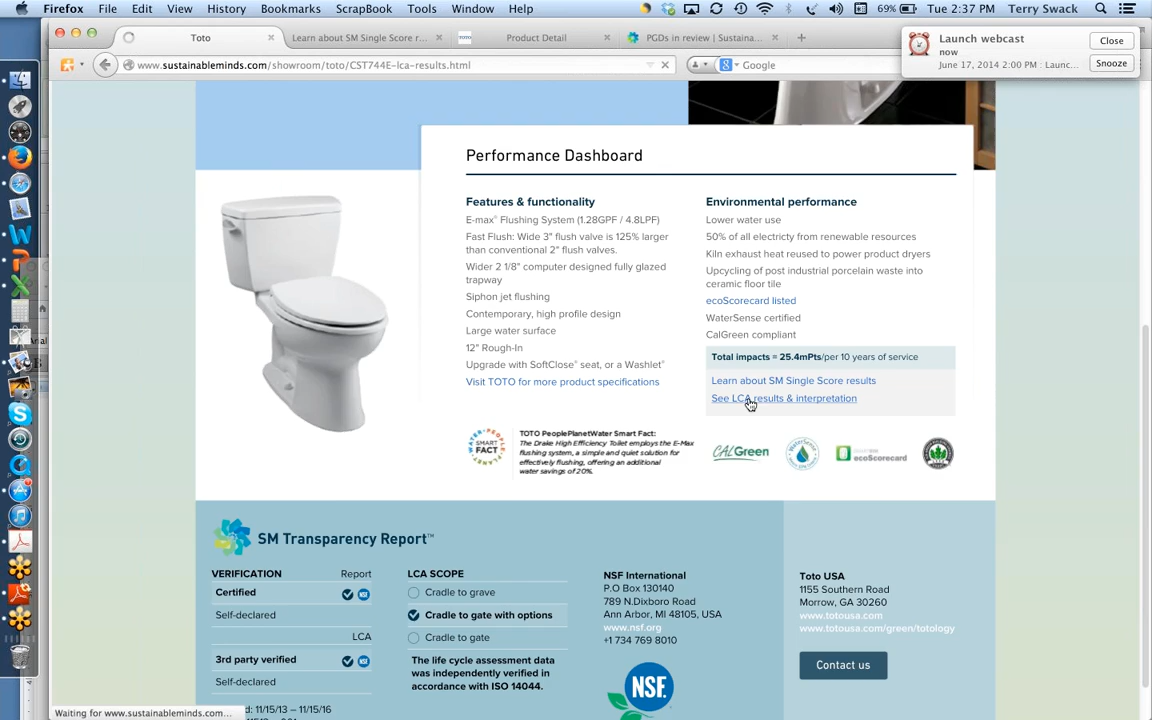 Firefox File Edit View History Bookmarks ScrapBook Tools Window Help
69% Tue 2:37 PM Terry Swack
Toto
Learn about SM Single Score r...
Product Detail
PGDs in review | Sustaina...
www.sustainableminds.com/showroom/toto/CST744E-lca-results.html
Google
Launch webcast
now
June 17, 2014 2:00 PM : Launc...
Close
Snooze
Performance Dashboard
Features & functionality
E-max® Flushing System (1.28GPF / 4.8LPF)
Fast Flush: Wide 3" flush valve is 125% larger
than conventional 2" flush valves.
Wider 2 1/8" computer designed fully glazed
trapway
Siphon jet flushing
Contemporary, high profile design
Large water surface
12" Rough-In
Upgrade with SoftClose® seat, or a Washlet®
Visit TOTO for more product specifications
Environmental performance
Lower water use
50% of all electricty from renewable resources
Kiln exhaust heat reused to power product dryers
Upcycling of post industrial porcelain waste into
ceramic floor tile
ecoScorecard listed
WaterSense certified
CalGreen compliant
Total impacts = 25.4mPts/per 10 years of service
Learn about SM Single Score results
See LCA results & interpretation
SMART
FACT
TOTO PeoplePlanetWater Smart Fact:
The Drake High Efficiency Toilet employs the E-Max
flushing system, a simple and quiet solution for
effectively flushing, offering an additional
water savings of 20%.
CALGreen
WaterSense
ecoScorecard
SM Transparency Report™
VERIFICATION Report
Certified
Self-declared
LCA
3rd party verified
Self-declared
d: 11/15/13 – 11/15/16
LCA SCOPE
Cradle to grave
Cradle to gate with options
Cradle to gate
The life cycle assessment data
was independently verified in
accordance with ISO 14044.
NSF International
P.O Box 130140
789 N.Dixboro Road
Ann Arbor, MI 48105, USA
www.nsf.org
+1 734 769 8010
NSF
Toto USA
1155 Southern Road
Morrow, GA 30260
www.totousa.com
www.totousa.com/green/totology
Contact us
Waiting for www.sustainableminds.com...